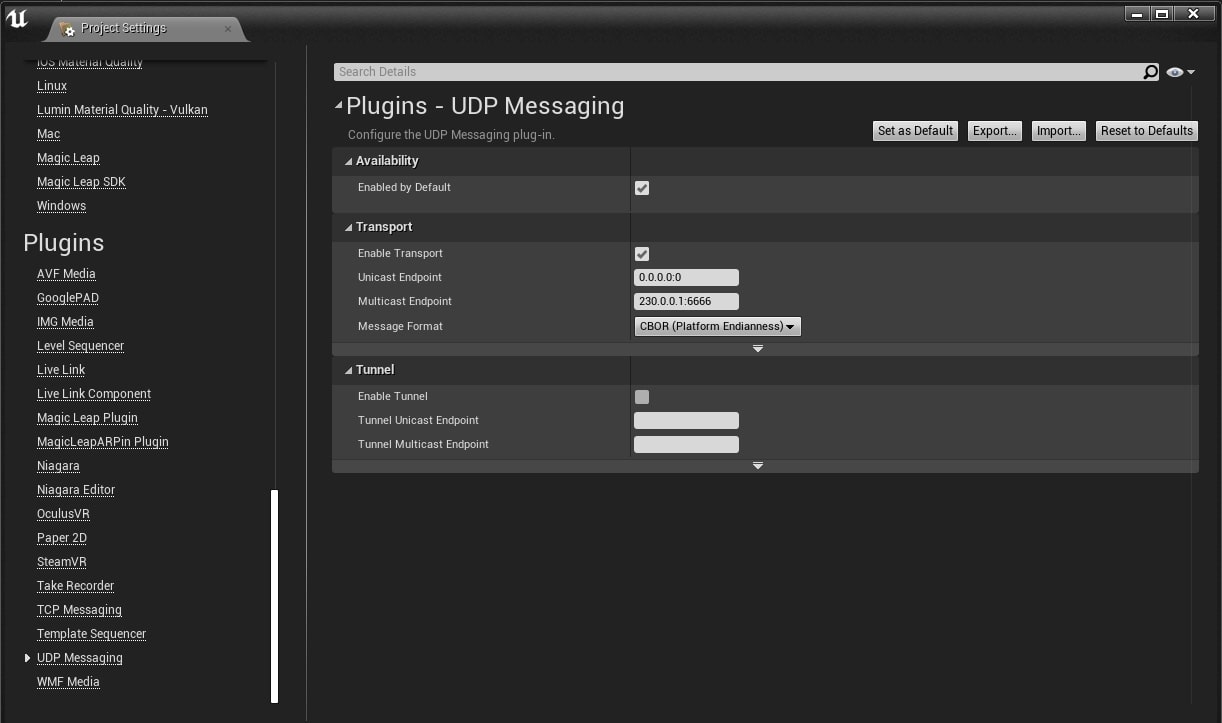 Project Settings
iOS Material Quality
Linux
Lumin Material Quality - Vulkan
Mac
Magic Leap
Magic Leap SDK
Windows
Plugins
AVF Media
GooglePAD
IMG Media
Level Sequencer
Live Link
Live Link Component
Magic Leap Plugin
MagicLeapARPin Plugin
Niagara
Niagara Editor
OculusVR
Paper 2D
SteamVR
Take Recorder
TCP Messaging
Template Sequencer
UDP Messaging
WMF Media
Search Details
Plugins - UDP Messaging
Configure the UDP Messaging plug-in.
Set as Default Export... Import... Reset to Defaults
Availability
Enabled by Default
Transport
Enable Transport
Unicast Endpoint 0.0.0.0:0
Multicast Endpoint 230.0.0.1:6666
Message Format CBOR (Platform Endianness)
Tunnel
Enable Tunnel
Tunnel Unicast Endpoint
Tunnel Multicast Endpoint